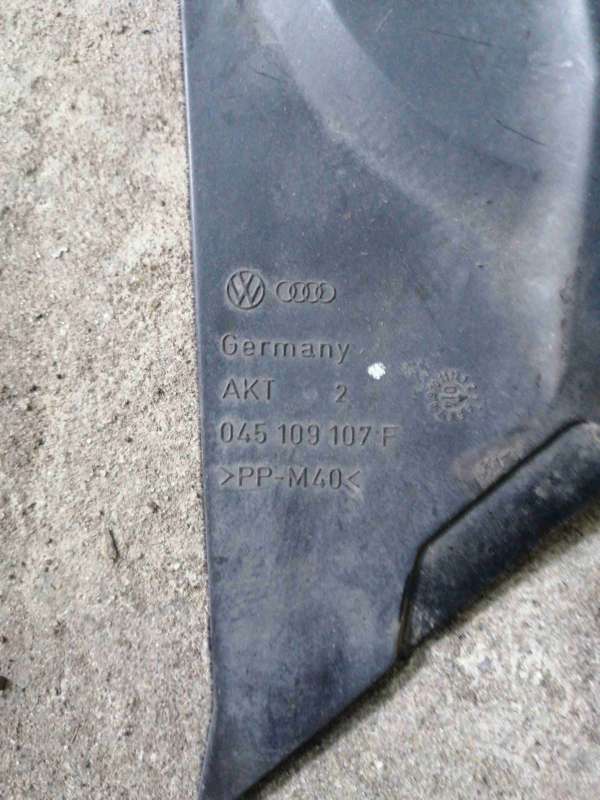 Germany
AKT 2
045 109 107 F
>PP-M40<